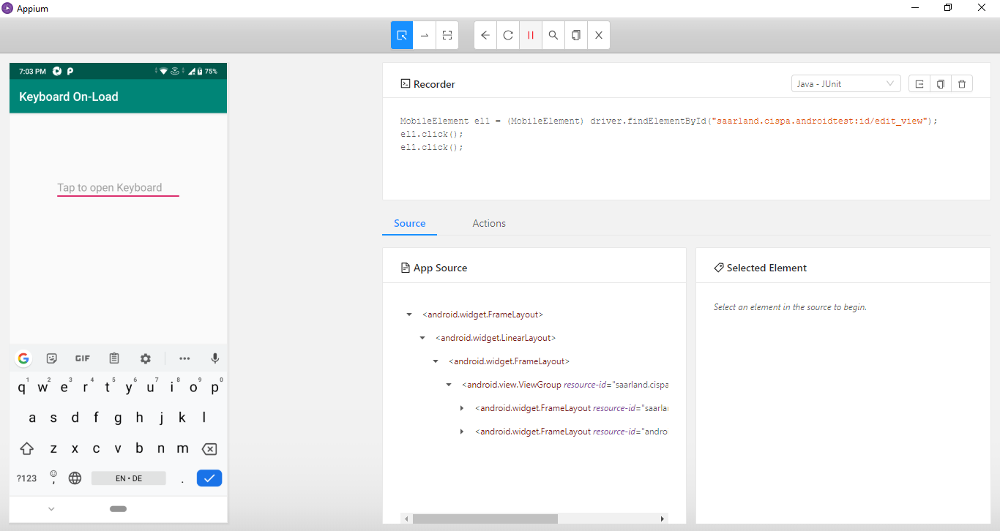 Appium
7:03 PM
75%
Keyboard On-Load
Tap to open Keyboard
GIF
q1 w2 e3 r4 t5 y6 u7 i8 o9 p0
a s d f g h j k l
z x c v b n m
?123 , EN • DE .
Recorder
Java - JUnit
MobileElement el1 = (MobileElement) driver.findElementById("saarland.cispa.androidtest:id/edit_view");
el1.click();
el1.click();
Source Actions
App Source
<android.widget.FrameLayout>
<android.widget.LinearLayout>
<android.widget.FrameLayout>
<android.view.ViewGroup resource-id="saarland.cispa
<android.widget.FrameLayout resource-id="saarlan
<android.widget.FrameLayout resource-id="andro
Selected Element
Select an element in the source to begin.